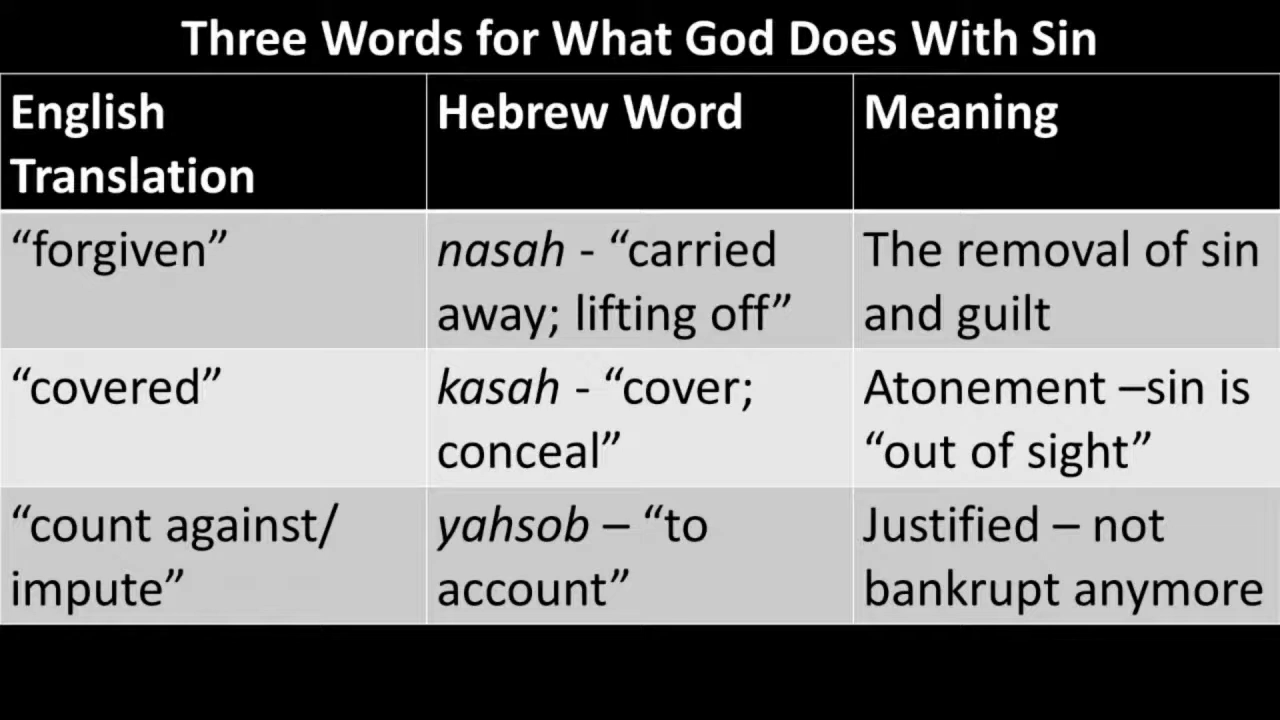 Three Words for What God Does With Sin
English
Translation
Hebrew Word
Meaning
“forgiven”
nasah - “carried
away; lifting off”
The removal of sin
and guilt
“covered”
kasah - “cover;
conceal”
Atonement –sin is
“out of sight”
“count against/
impute”
yahsob – “to
account”
Justified – not
bankrupt anymore